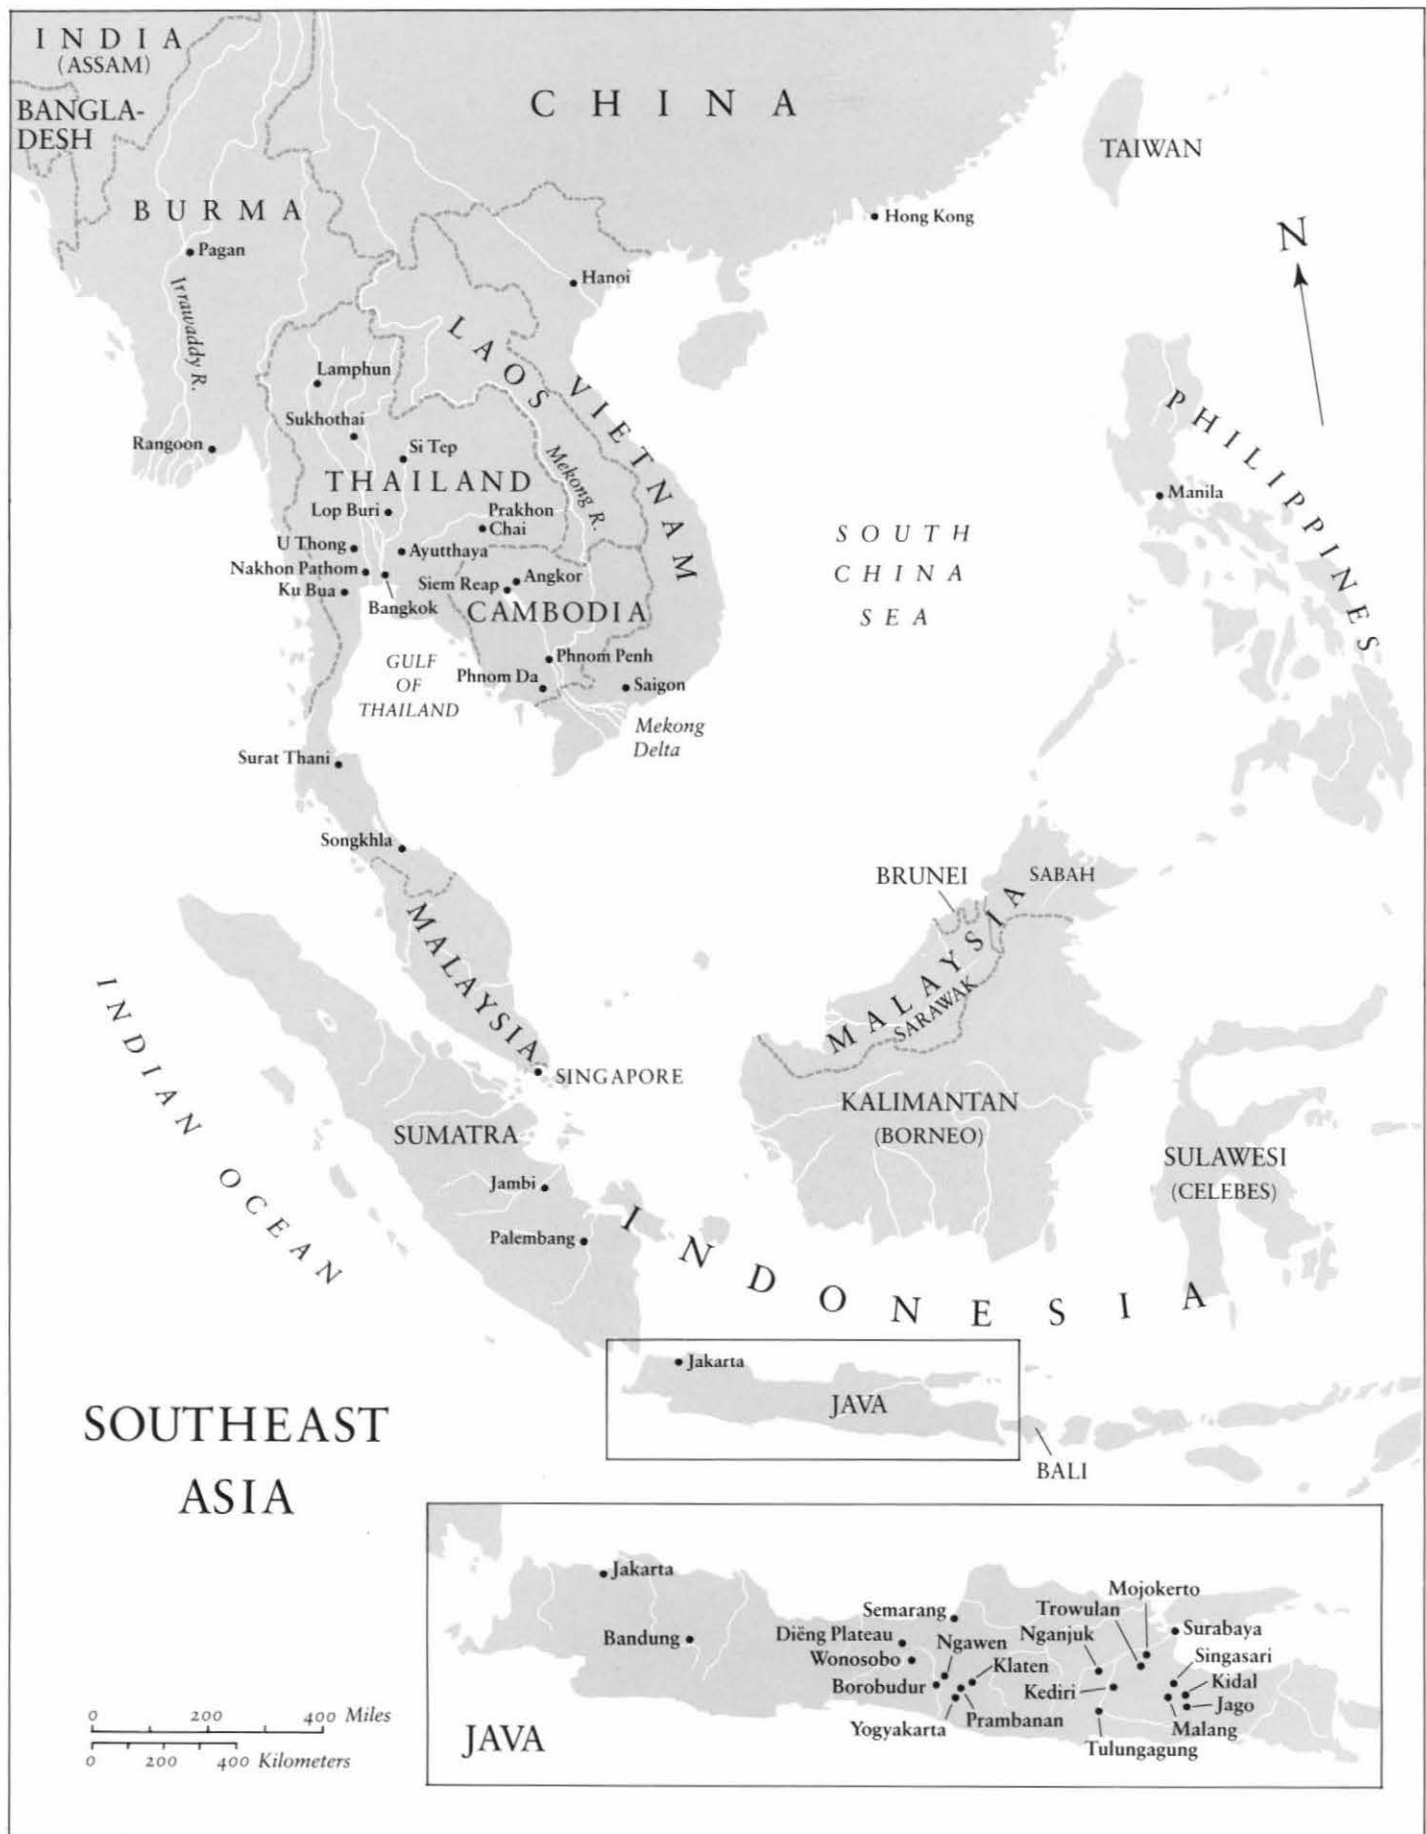 INDIA
(ASSAM)
BANGLA-
DESH
CHINA
TAIWAN
BURMA
Hong Kong
N
Pagan
Hanoi
Irrawaddy R.
LAOS
VIETNAM
Lamphun
Sukhothai
Rangoon
Si Tep
THAILAND
Mekong R.
PHILIPPINES
Manila
Lop Buri
Prakhon
Chai
U Thong
Ayutthaya
Nakhon Pathom
Ku Bua
Bangkok
Siem Reap
Angkor
CAMBODIA
SOUTH
CHINA
SEA
GULF
OF
THAILAND
Phnom Penh
Phnom Da
Saigon
Mekong
Delta
Surat Thani
Songkhla
BRUNEI
SABAH
MALAYSIA
MALAYSIA
SARAWAK
INDIAN OCEAN
SINGAPORE
KALIMANTAN
(BORNEO)
SUMATRA
SULAWESI
(CELEBES)
Jambi
Palembang
INDONESIA
Jakarta
JAVA
BALI
SOUTHEAST
ASIA
Jakarta
Mojokerto
Semarang
Trowulan
Bandung
Diëng Plateau
Ngawen
Nganjuk
Surabaya
Wonosobo
Klaten
Singasari
Borobudur
Kediri
Kidal
Jago
Yogyakarta
Prambanan
Malang
Tulungagung
JAVA
0 200 400 Miles
0 200 400 Kilometers